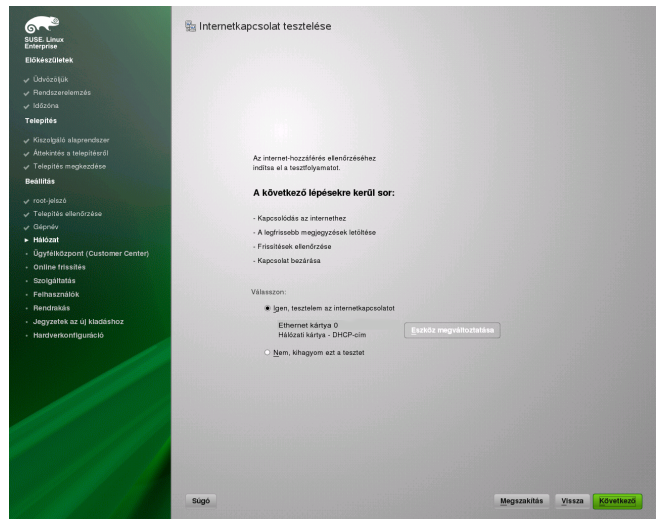 SUSE. Linux
Enterprise
Előkészületek
Üdvözöljük
Rendszerelemzés
Időzóna
Telepítés
Kiszolgáló alaprendszer
Áttekintés a telepítésről
Telepítés megkezdése
Beállítás
root-jelszó
Telepítés ellenőrzése
Gépnév
Hálózat
Ügyfélközpont (Customer Center)
Online frissítés
Szolgáltatás
Felhasználók
Rendrakás
Jegyzetek az új kiadáshoz
Hardverkonfiguráció
Internetkapcsolat tesztelése
Az internet-hozzáférés ellenőrzéséhez
indítsa el a tesztfolyamatot.
A következő lépésekre kerül sor:
- Kapcsolódás az internethez
- A legfrissebb megjegyzések letöltése
- Frissítések ellenőrzése
- Kapcsolat bezárása
Válasszon:
Igen, tesztelem az internetkapcsolatot
Ethernet kártya 0
Hálózati kártya - DHCP-cím
Eszköz megváltoztatása
Nem, kihagyom ezt a tesztet
Súgó
Megszakítás
Vissza
Következő